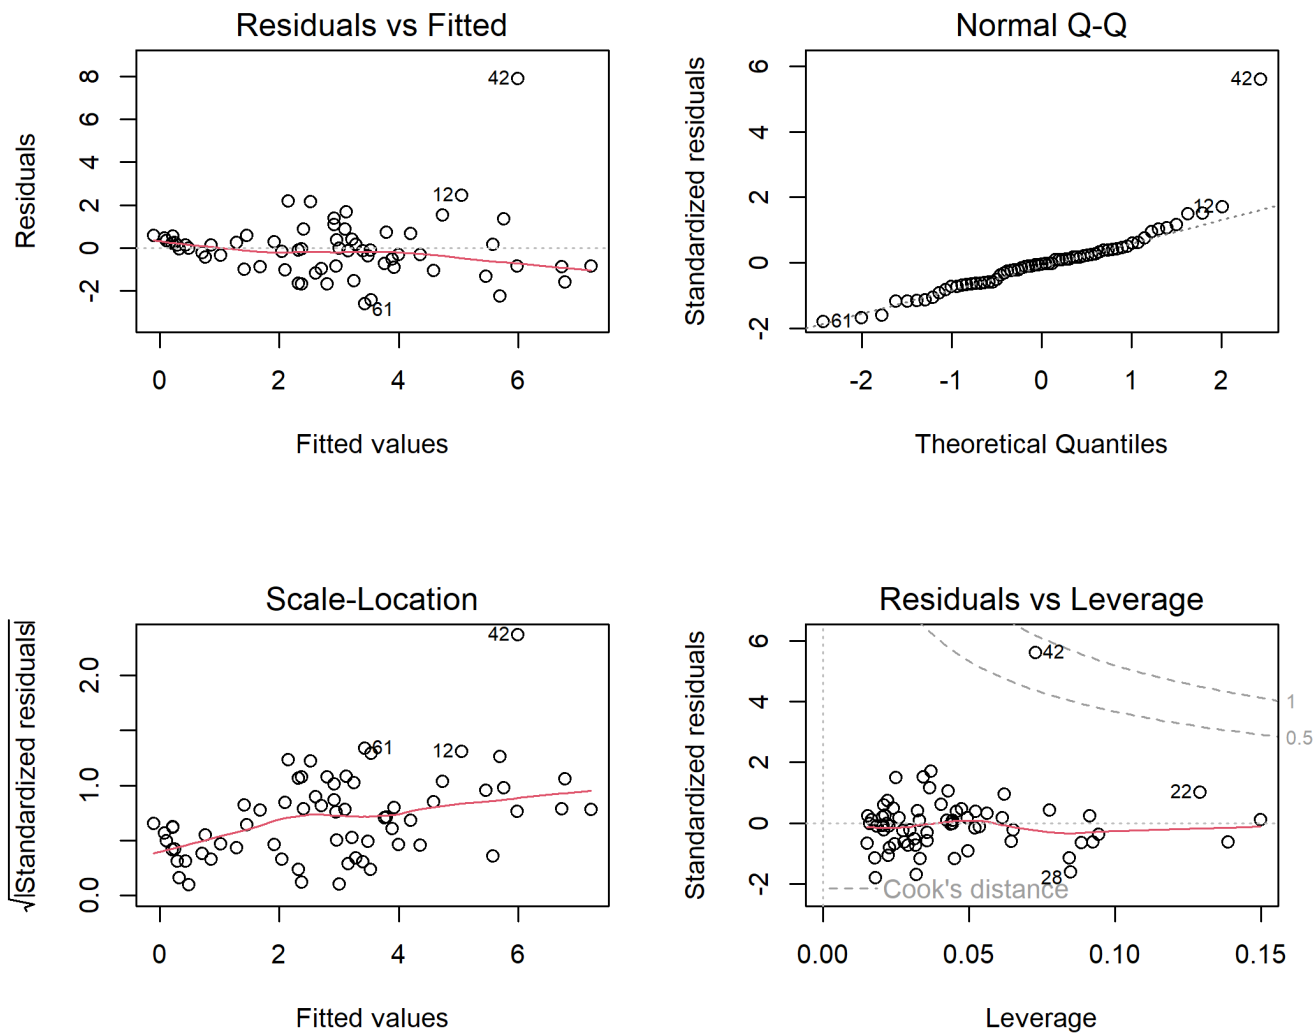 Residuals vs Fitted
Residuals
8
6
4
2
0
-2
42
12
61
0 2 4 6
Fitted values
Normal Q-Q
Standardized residuals
6
4
2
0
-2
42
12
61
-2 -1 0 1 2
Theoretical Quantiles
Scale-Location
√|Standardized residuals|
2.0
1.0
0.0
42
61
12
0 2 4 6
Fitted values
Residuals vs Leverage
Standardized residuals
6
4
2
0
-2
42
1
0.5
22
28
Cook's distance
0.00 0.05 0.10 0.15
Leverage